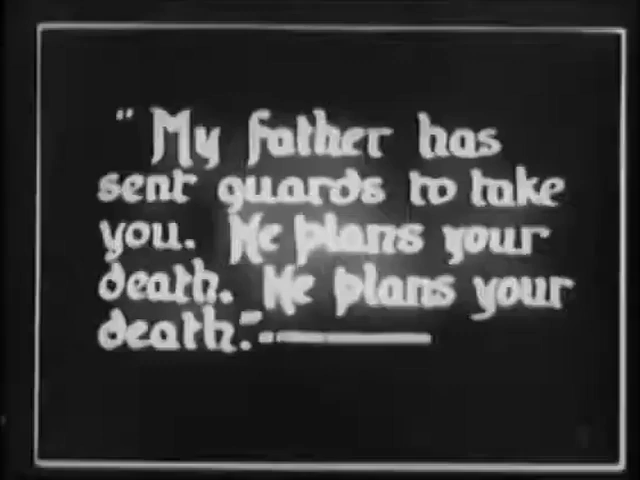 "My father has
sent guards to take
you. He plans your
death. He plans your
death."